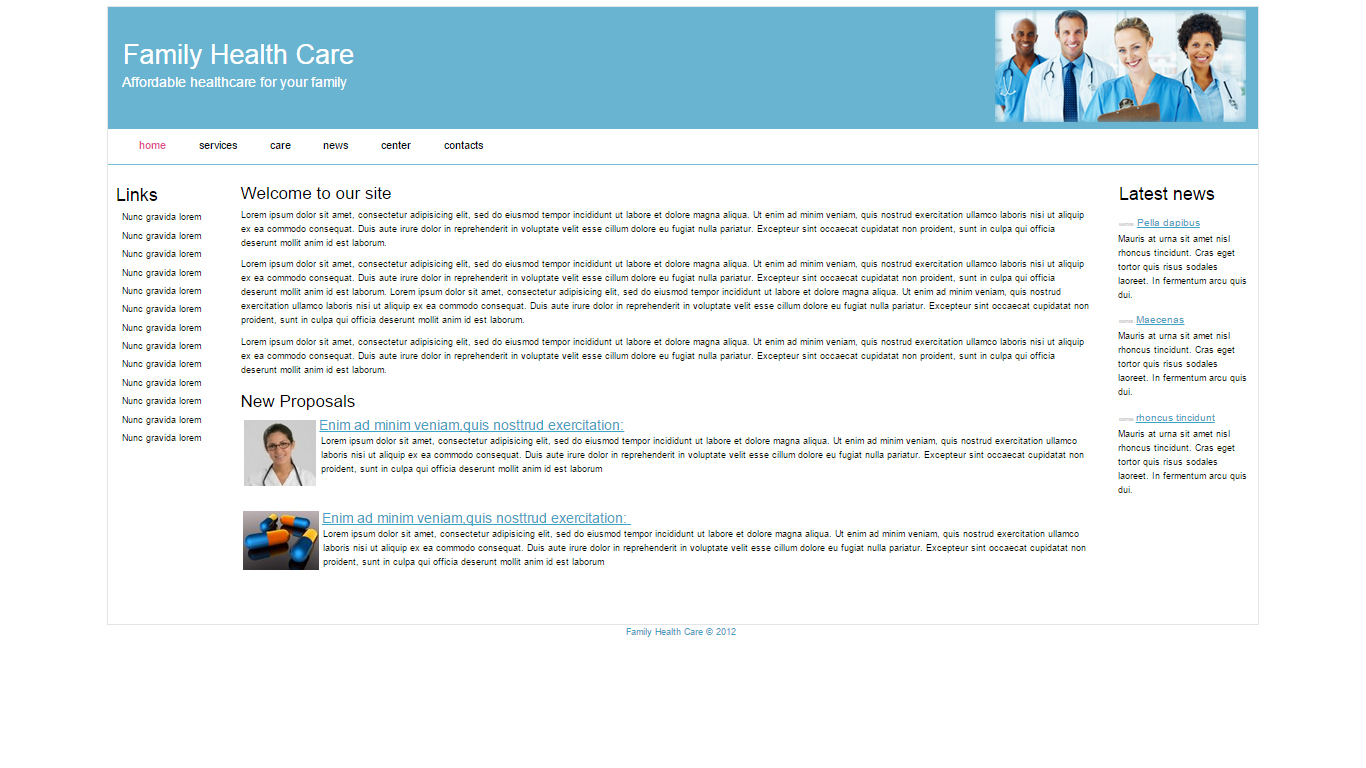 Family Health Care
Affordable healthcare for your family
home services care news center contacts
Links
Nunc gravida lorem
Nunc gravida lorem
Nunc gravida lorem
Nunc gravida lorem
Nunc gravida lorem
Nunc gravida lorem
Nunc gravida lorem
Nunc gravida lorem
Nunc gravida lorem
Nunc gravida lorem
Nunc gravida lorem
Nunc gravida lorem
Nunc gravida lorem
Welcome to our site
Lorem ipsum dolor sit amet, consectetur adipisicing elit, sed do eiusmod tempor incididunt ut labore et dolore magna aliqua. Ut enim ad minim veniam, quis nostrud exercitation ullamco laboris nisi ut aliquip
ex ea commodo consequat. Duis aute irure dolor in reprehenderit in voluptate velit esse cillum dolore eu fugiat nulla pariatur. Excepteur sint occaecat cupidatat non proident, sunt in culpa qui officia
deserunt mollit anim id est laborum.
Lorem ipsum dolor sit amet, consectetur adipisicing elit, sed do eiusmod tempor incididunt ut labore et dolore magna aliqua. Ut enim ad minim veniam, quis nostrud exercitation ullamco laboris nisi ut aliquip
ex ea commodo consequat. Duis aute irure dolor in reprehenderit in voluptate velit esse cillum dolore eu fugiat nulla pariatur. Excepteur sint occaecat cupidatat non proident, sunt in culpa qui officia
deserunt mollit anim id est laborum. Lorem ipsum dolor sit amet, consectetur adipisicing elit, sed do eiusmod tempor incididunt ut labore et dolore magna aliqua. Ut enim ad minim veniam, quis nostrud
exercitation ullamco laboris nisi ut aliquip ex ea commodo consequat. Duis aute irure dolor in reprehenderit in voluptate velit esse cillum dolore eu fugiat nulla pariatur. Excepteur sint occaecat cupidatat non
proident, sunt in culpa qui officia deserunt mollit anim id est laborum.
Lorem ipsum dolor sit amet, consectetur adipisicing elit, sed do eiusmod tempor incididunt ut labore et dolore magna aliqua. Ut enim ad minim veniam, quis nostrud exercitation ullamco laboris nisi ut aliquip
ex ea commodo consequat. Duis aute irure dolor in reprehenderit in voluptate velit esse cillum dolore eu fugiat nulla pariatur. Excepteur sint occaecat cupidatat non proident, sunt in culpa qui officia
deserunt mollit anim id est laborum.
New Proposals
Enim ad minim veniam,quis nosttrud exercitation:
Lorem ipsum dolor sit amet, consectetur adipisicing elit, sed do eiusmod tempor incididunt ut labore et dolore magna aliqua. Ut enim ad minim veniam, quis nostrud exercitation ullamco
laboris nisi ut aliquip ex ea commodo consequat. Duis aute irure dolor in reprehenderit in voluptate velit esse cillum dolore eu fugiat nulla pariatur. Excepteur sint occaecat cupidatat non
proident, sunt in culpa qui officia deserunt mollit anim id est laborum
Enim ad minim veniam,quis nosttrud exercitation:
Lorem ipsum dolor sit amet, consectetur adipisicing elit, sed do eiusmod tempor incididunt ut labore et dolore magna aliqua. Ut enim ad minim veniam, quis nostrud exercitation ullamco
laboris nisi ut aliquip ex ea commodo consequat. Duis aute irure dolor in reprehenderit in voluptate velit esse cillum dolore eu fugiat nulla pariatur. Excepteur sint occaecat cupidatat non
proident, sunt in culpa qui officia deserunt mollit anim id est laborum
Latest news
Pella dapibus
Mauris at urna sit amet nisl
rhoncus tincidunt. Cras eget
tortor quis risus sodales
laoreet. In fermentum arcu quis
dui.
Maecenas
Mauris at urna sit amet nisl
rhoncus tincidunt. Cras eget
tortor quis risus sodales
laoreet. In fermentum arcu quis
dui.
rhoncus tincidunt
Mauris at urna sit amet nisl
rhoncus tincidunt. Cras eget
tortor quis risus sodales
laoreet. In fermentum arcu quis
dui.
Family Health Care © 2012